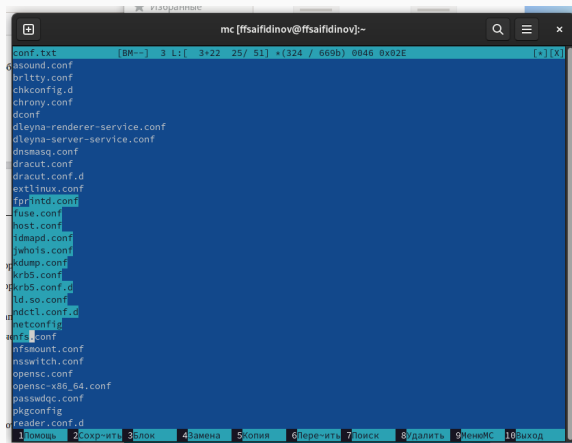 Избранные
mc [ffsaifidinov@ffsaifidinov]:~
conf.txt [BM--] 3 L:[ 3+22 25/ 51] *(324 / 669b) 0046 0x02E [*][X]
asound.conf
brltty.conf
chkconfig.d
chrony.conf
dconf
dleyna-renderer-service.conf
dleyna-server-service.conf
dnsmasq.conf
dracut.conf
dracut.conf.d
extlinux.conf
fprintd.conf
fuse.conf
host.conf
idmapd.conf
jwhois.conf
kdump.conf
krb5.conf
krb5.conf.d
ld.so.conf
ndctl.conf.d
netconfig
nfs.conf
nfsmount.conf
nsswitch.conf
opensc.conf
opensc-x86_64.conf
passwdqc.conf
pkgconfig
reader.conf.d
1Помощь 2Сохр~ить 3Блок 4Замена 5Копия 6Пере~ить 7Поиск 8Удалить 9МенюMC 10Выход